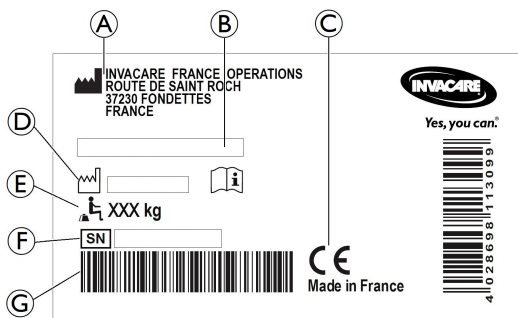 A
B
C
INVACARE FRANCE OPERATIONS
ROUTE DE SAINT ROCH
37230 FONDETTES
FRANCE
INVACARE
Yes, you can.®
D
i
E
XXX kg
F
SN
G
CE
Made in France
4 028698 113099